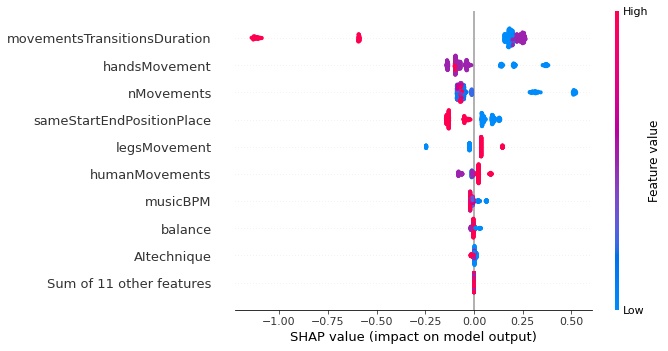 High
movementsTransitionsDuration
handsMovement
nMovements
sameStartEndPositionPlace
legsMovement
humanMovements
musicBPM
balance
AItechnique
Sum of 11 other features
Feature value
Low
−1.00 −0.75 −0.50 −0.25 0.00 0.25 0.50
SHAP value (impact on model output)